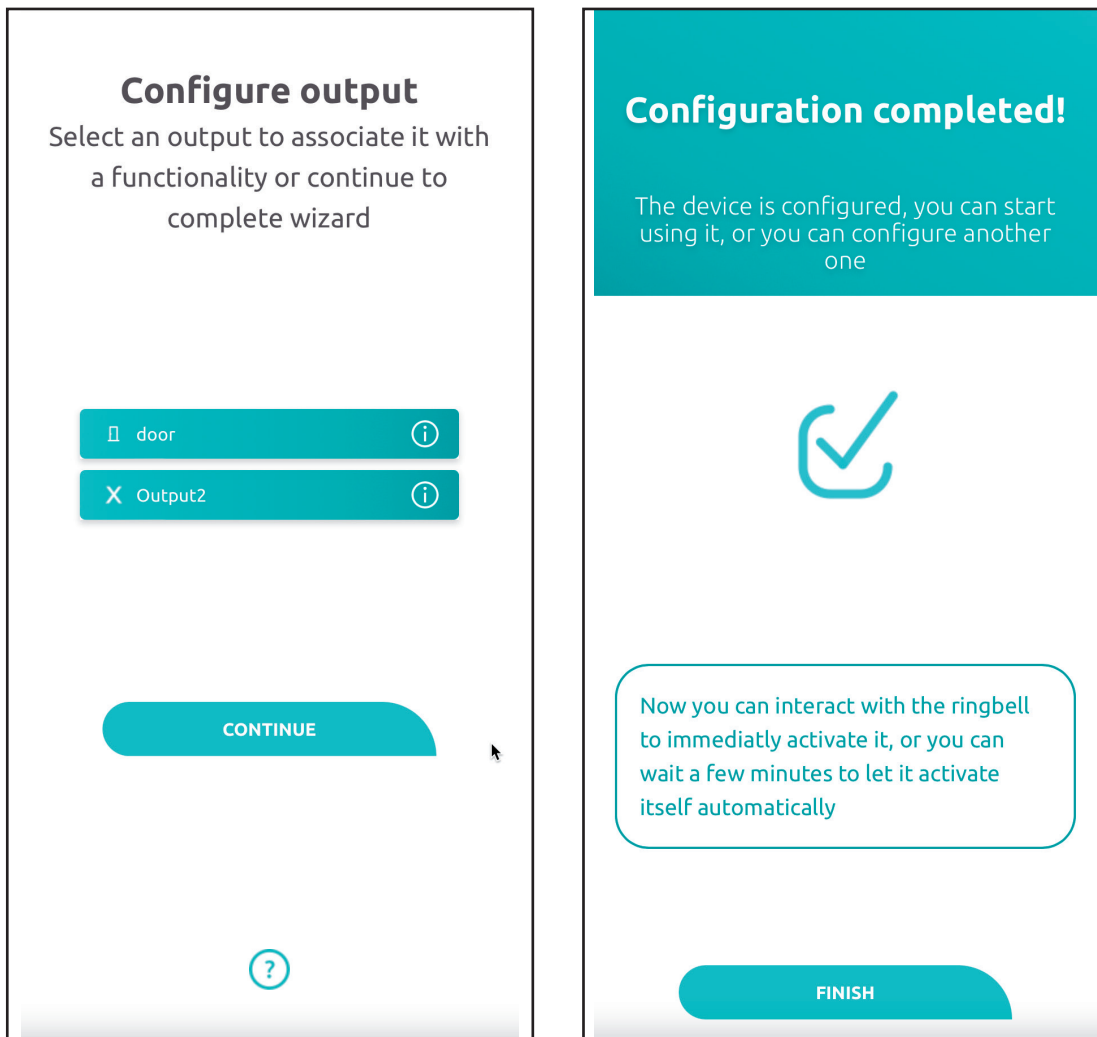 Configure output
Select an output to associate it with
a functionality or continue to
complete wizard
door
Output2
CONTINUE
?
Configuration completed!
The device is configured, you can start
using it, or you can configure another
one
Now you can interact with the ringbell
to immediatly activate it, or you can
wait a few minutes to let it activate
itself automatically
FINISH